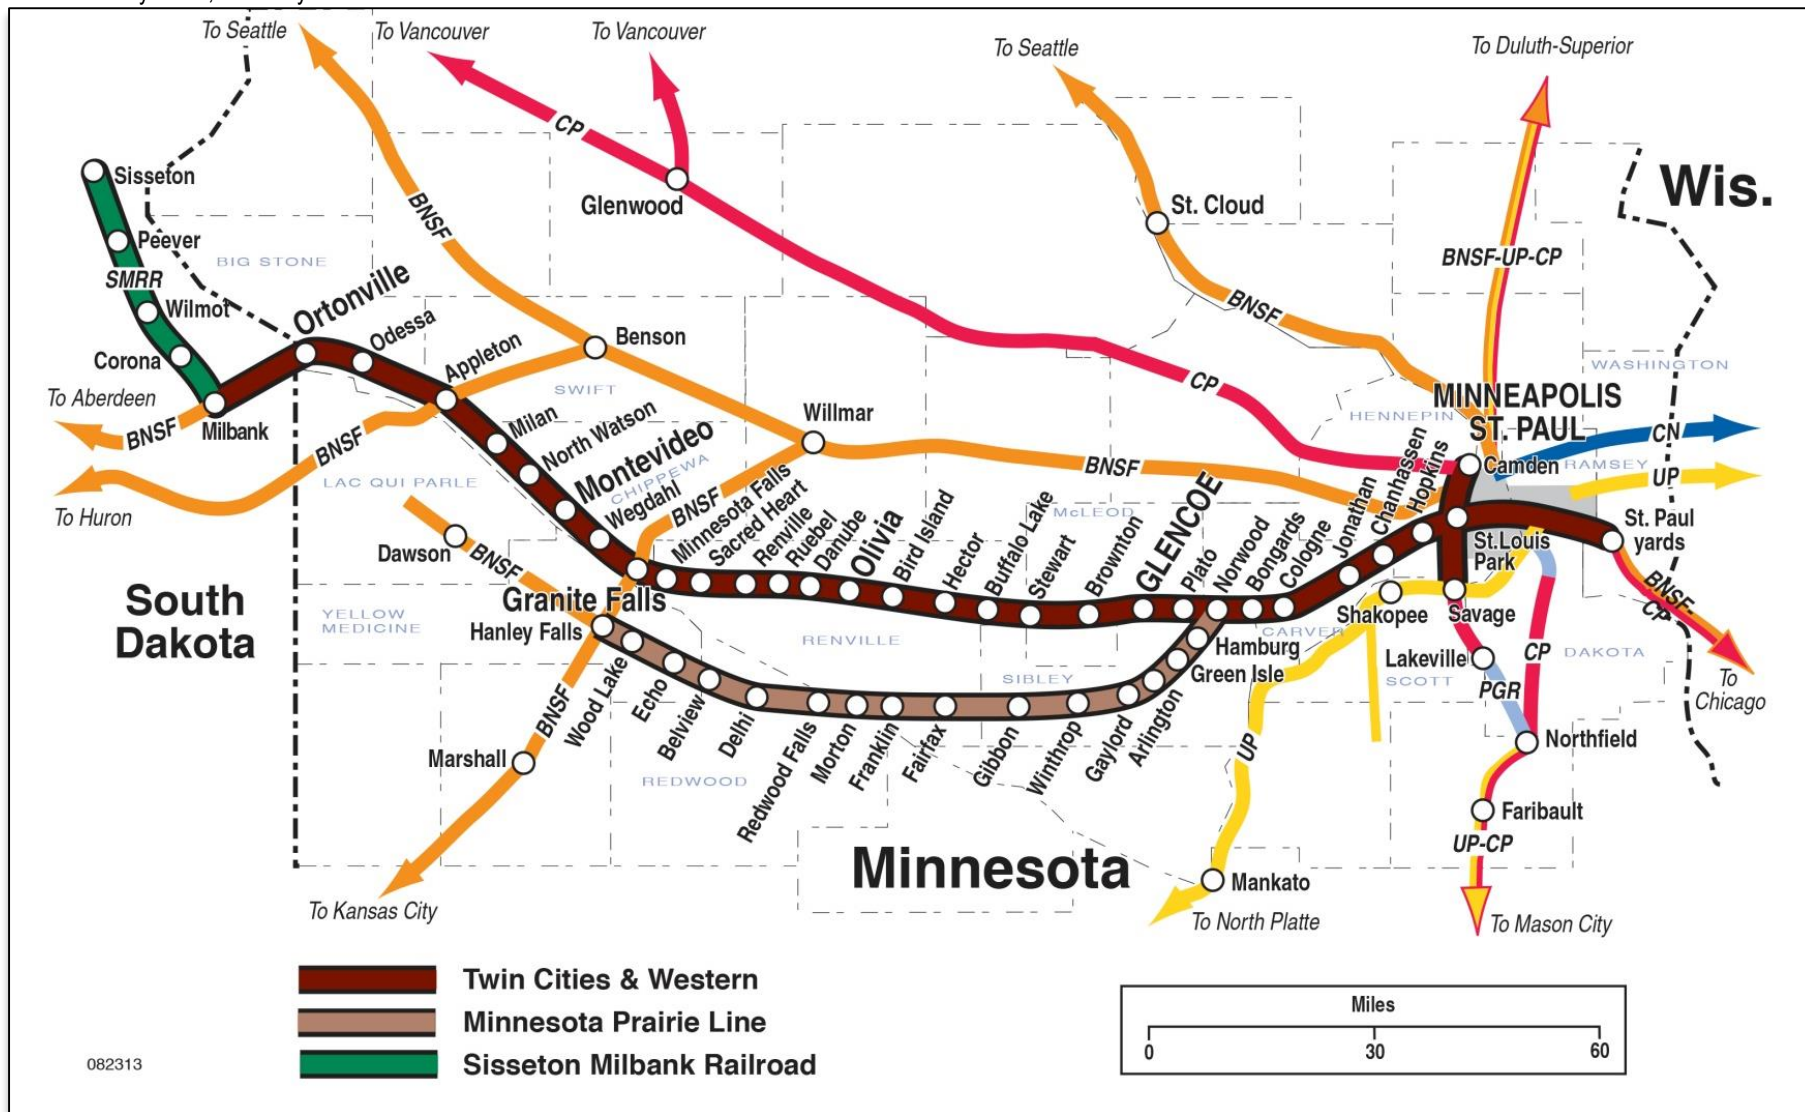 To Seattle
To Vancouver
To Vancouver
To Seattle
To Duluth-Superior
Wis.
CP
Sisseton
Glenwood
St. Cloud
BNSF
Peever
BIG STONE
BNSF-UP-CP
SMRR
Wilmot
Ortonville
BNSF
Odessa
Benson
Corona
Appleton
WASHINGTON
To Aberdeen
SWIFT
CP
MINNEAPOLIS
ST. PAUL
HENNEPIN
BNSF
Milbank
Milan
Willmar
CN
BNSF
North Watson
Montevideo
CHIPPEWA
Camden
RAMSEY
UP
LAC QUI PARLE
Wegdahl
BNSF
BNSF
To Huron
McLEOD
Dawson
BNSF
Granite Falls
Minnesota Falls
Sacred Heart
Renville
Ruebel
Danube
Olivia
Bird Island
Hector
Buffalo Lake
Stewart
Brownton
GLENCOE
Plato
Norwood
Bongards
Cologne
Jonathan
Chanhassen
Hopkins
St.Louis
Park
St. Paul
yards
BNSF-
CP
South
Dakota
YELLOW
MEDICINE
Hanley Falls
RENVILLE
CARVER
Shakopee
Savage
Hamburg
Green Isle
SIBLEY
Lakeville
SCOTT
CP
DAKOTA
PGR
To
Chicago
BNSF
Wood Lake
Echo
Belview
Delhi
Redwood Falls
Morton
Franklin
Fairfax
Gibbon
Winthrop
Gaylord
Arlington
UP
Northfield
Marshall
REDWOOD
Faribault
UP-CP
Minnesota
Mankato
To Kansas City
To North Platte
To Mason City
Twin Cities & Western
Minnesota Prairie Line
Sisseton Milbank Railroad
Miles
0 30 60
082313